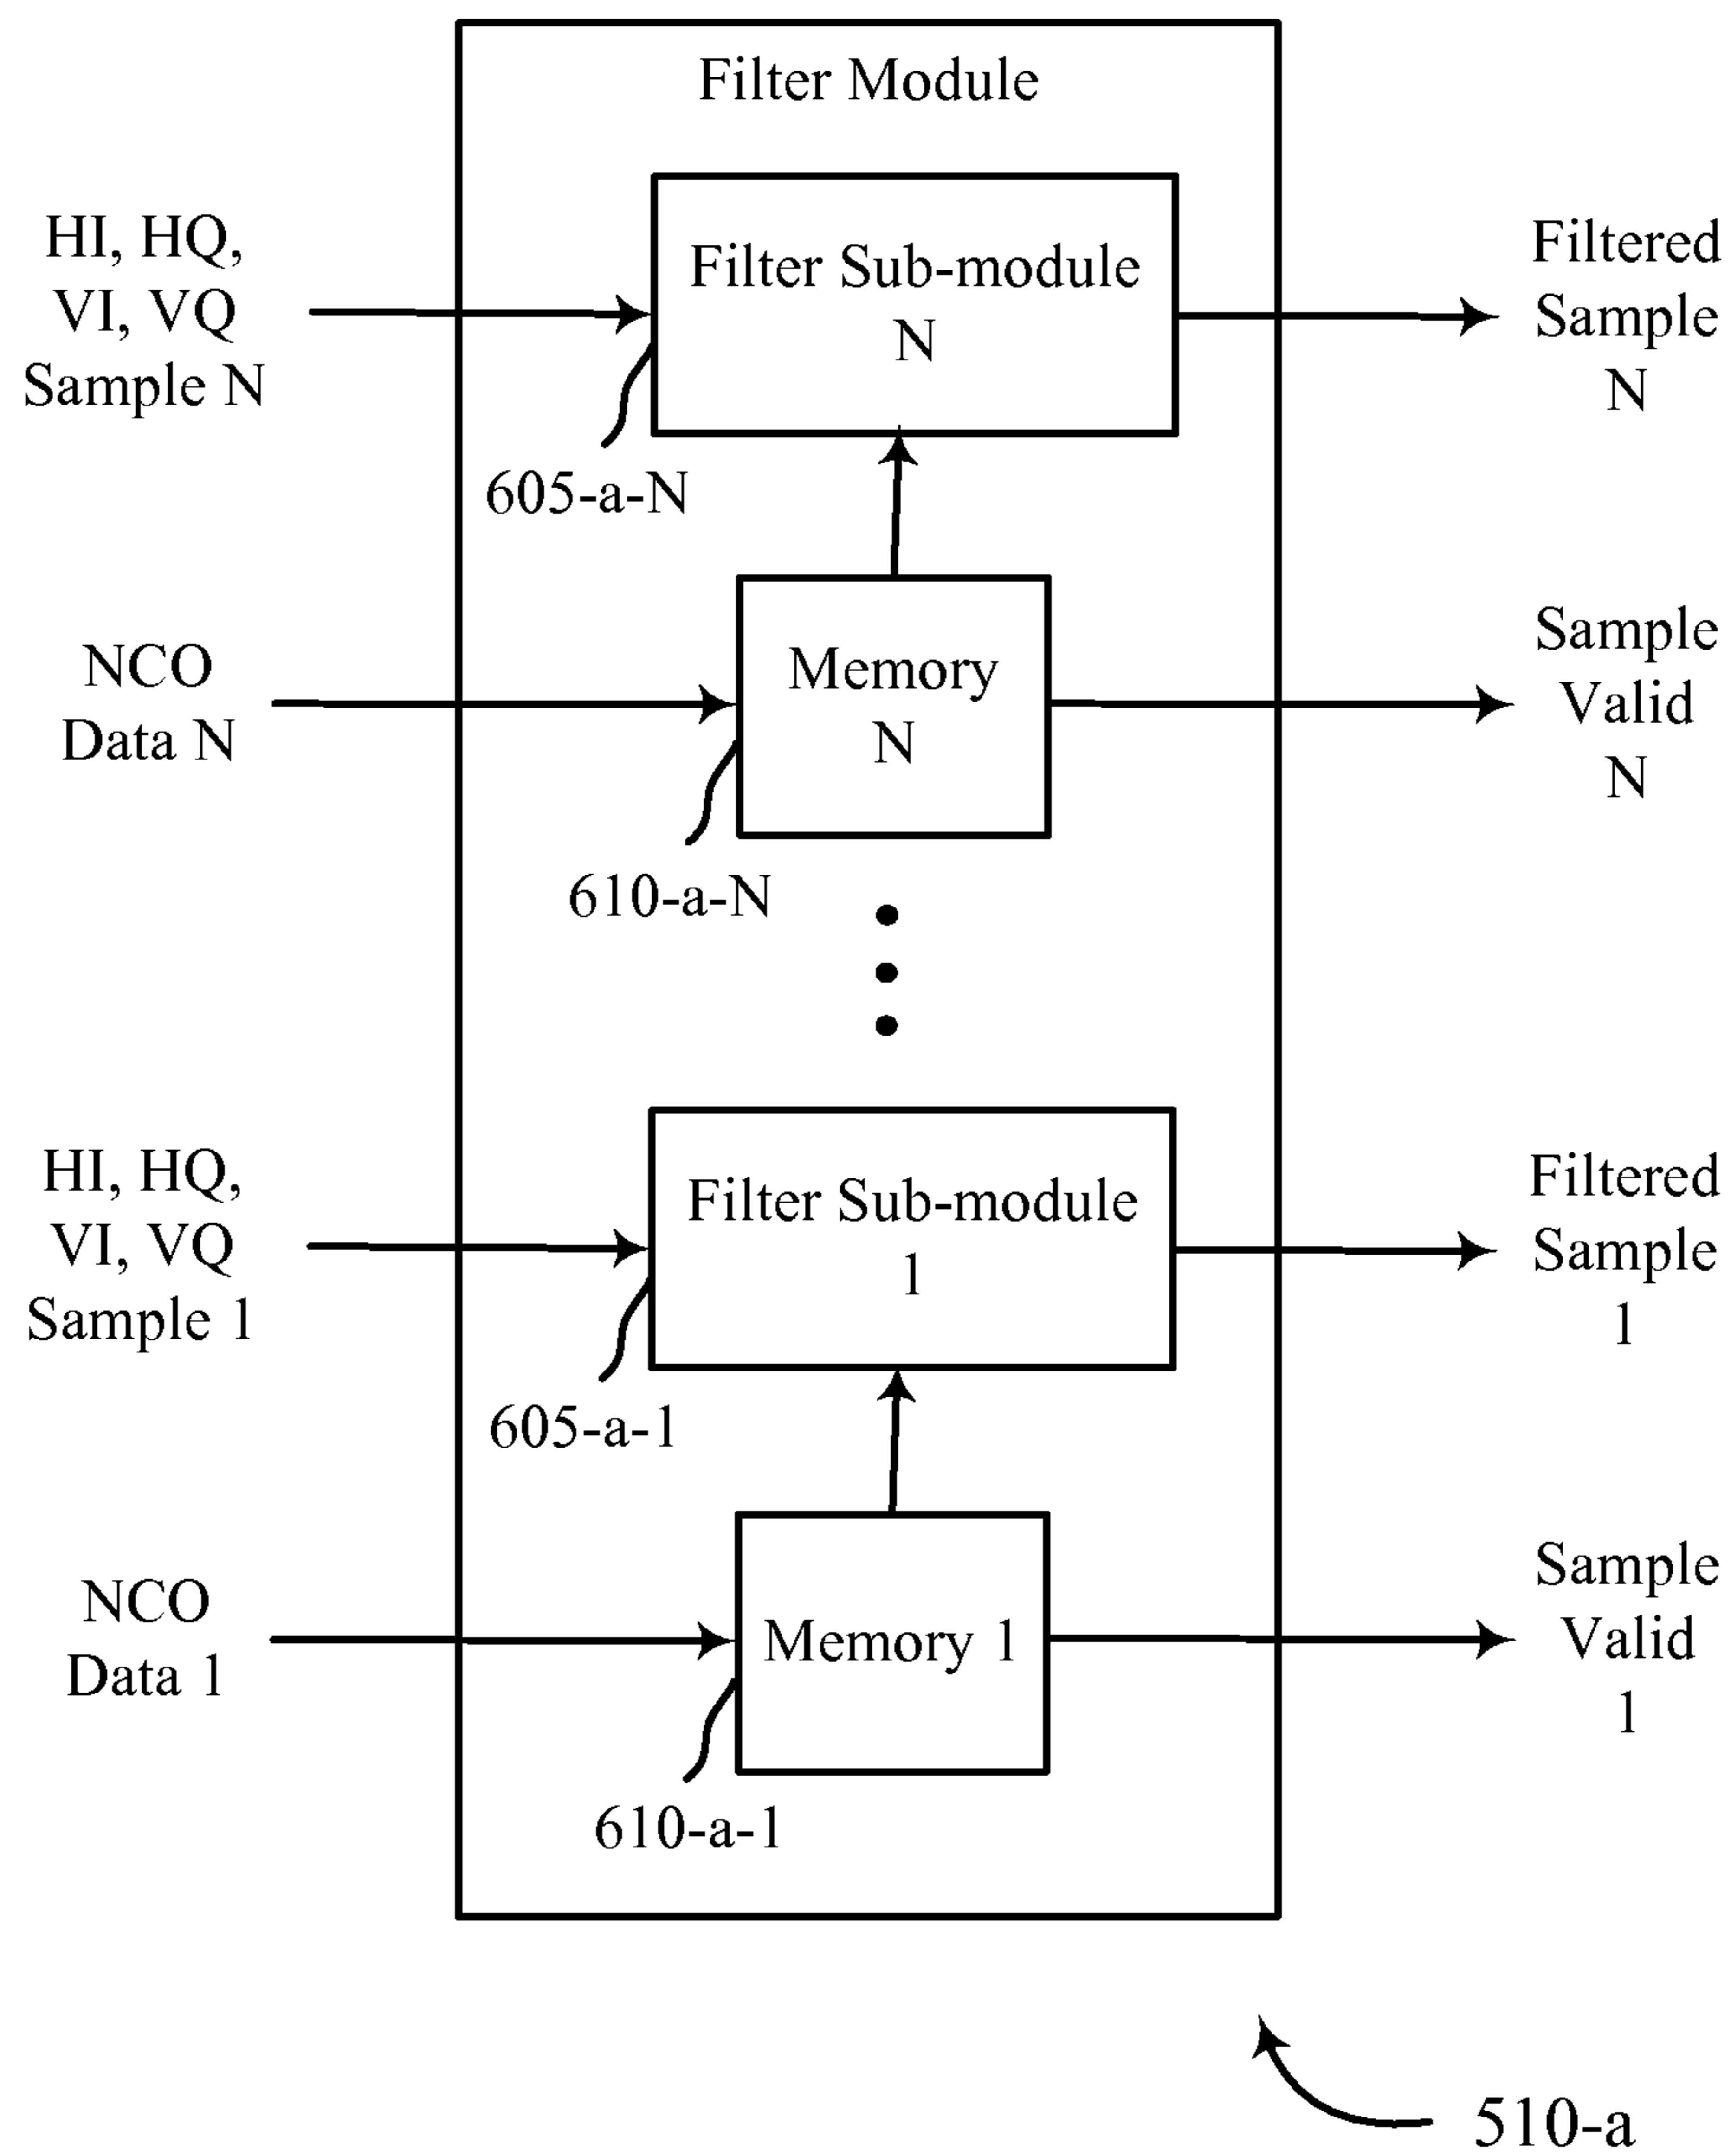 Filter Module
HI, HQ,
VI, VQ
Sample N
Filter Sub-module
N
Filtered
Sample
N
605-a-N
NCO
Data N
Memory
N
Sample
Valid
N
610-a-N
HI, HQ,
VI, VQ
Sample 1
Filter Sub-module
1
Filtered
Sample
1
605-a-1
NCO
Data 1
Memory 1
Sample
Valid
1
610-a-1
510-a